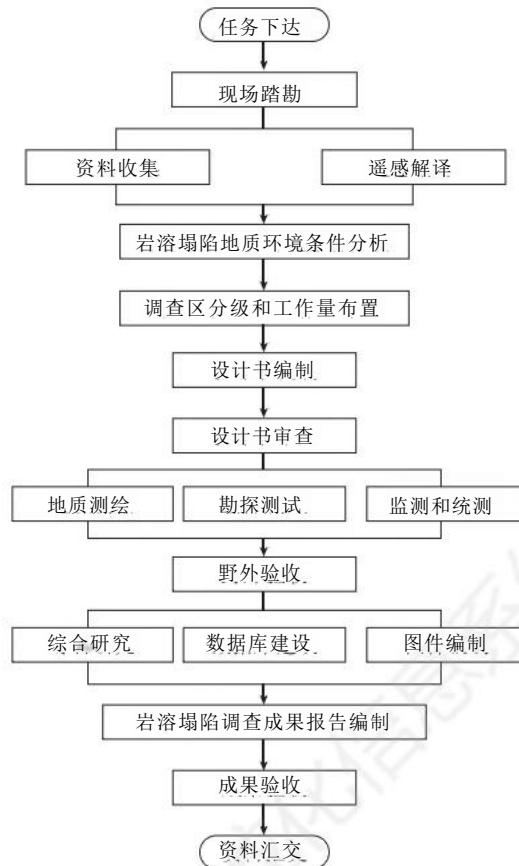 任务下达
现场踏勘
资料收集
遥感解译
岩溶塌陷地质环境条件分析
调查区分级和工作量布置
设计书编制
设计书审查
地质测绘
勘探测试
监测和统测
野外验收
综合研究
数据库建设
图件编制
岩溶塌陷调查成果报告编制
成果验收
资料汇交